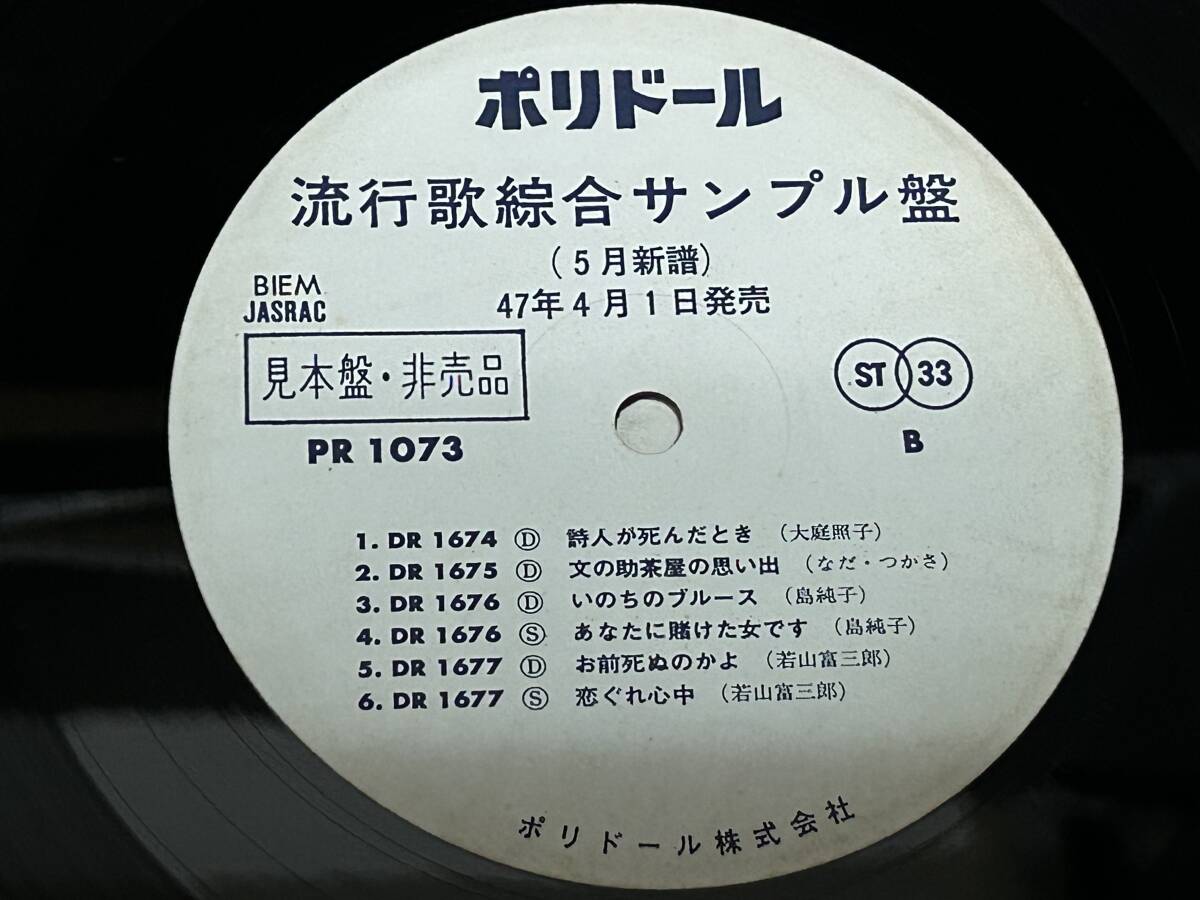 ポリドール
流行歌綜合サンプル盤
(5月新譜)
47年4月1日発売
BIEM
JASRAC
見本盤・非売品
PR 1073
ST 33
B
1. DR 1674 Ⓓ 詩人が死んだとき (大庭照子)
2. DR 1675 Ⓓ 文の助茶屋の思い出 (なだ・つかさ)
3. DR 1676 Ⓓ いのちのブルース (島純子)
4. DR 1676 Ⓢ あなたに賭けた女です (島純子)
5. DR 1677 Ⓓ お前死ぬのかよ (若山富三郎)
6. DR 1677 Ⓢ 恋ぐれ心中 (若山富三郎)
ポリドール株式会社